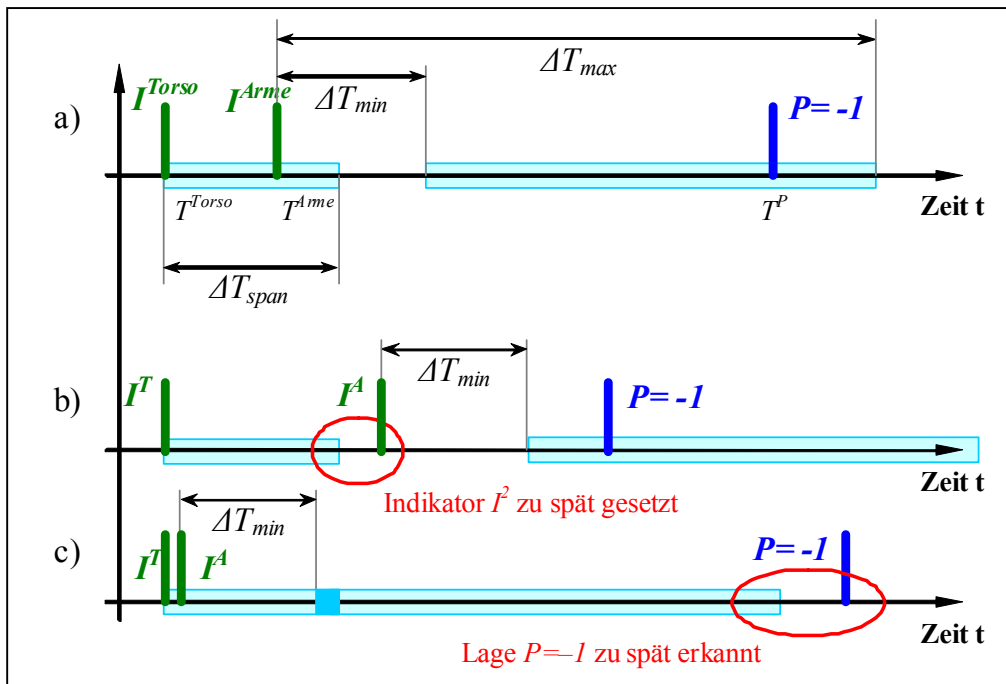 ΔT_max
I^Torso I^Arme ΔT_min P= -1
a)
T^Torso T^Arme T^P Zeit t
ΔT_span
ΔT_min
b) I^T I^A P= -1
Zeit t
Indikator I^2 zu spät gesetzt
ΔT_min
c) I^T I^A P= -1
Zeit t
Lage P=–1 zu spät erkannt